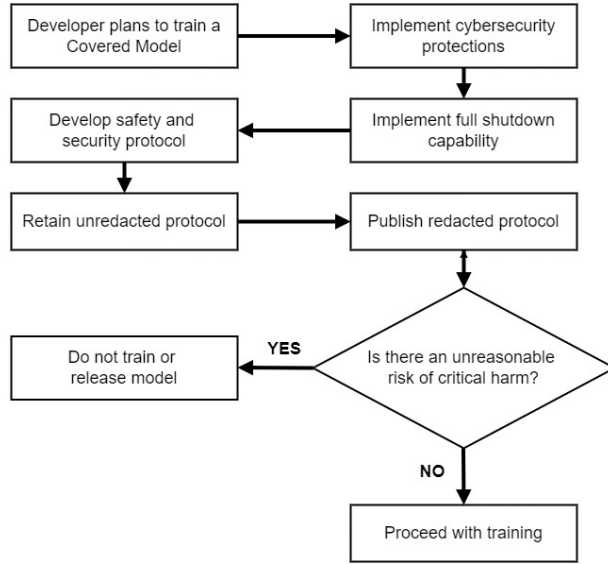 Developer plans to train a
Covered Model
Implement cybersecurity
protections
Implement full shutdown
capability
Develop safety and
security protocol
Retain unredacted protocol
Publish redacted protocol
Is there an unreasonable
risk of critical harm?
YES
Do not train or
release model
NO
Proceed with training